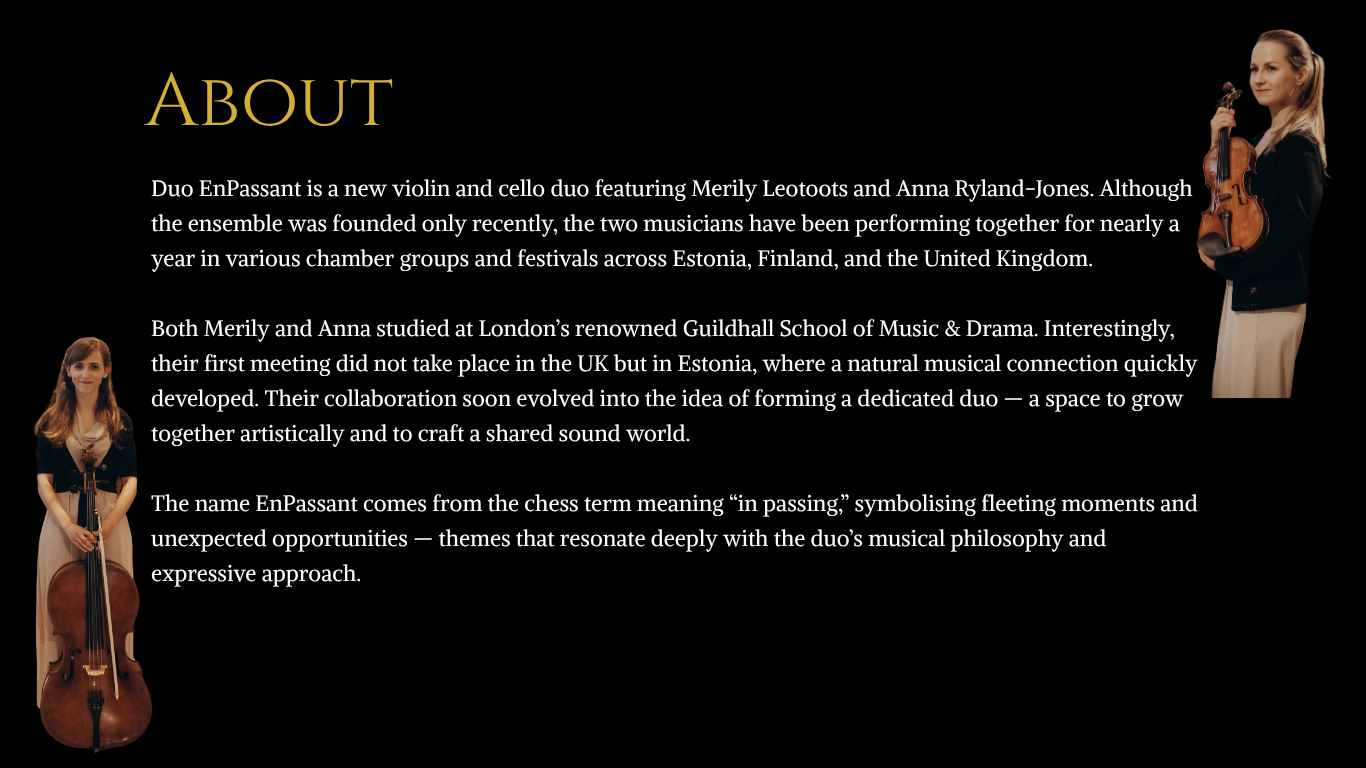 About
Duo EnPassant is a new violin and cello duo featuring Merily Leotoots and Anna Ryland-Jones. Although
the ensemble was founded only recently, the two musicians have been performing together for nearly a
year in various chamber groups and festivals across Estonia, Finland, and the United Kingdom.
Both Merily and Anna studied at London’s renowned Guildhall School of Music & Drama. Interestingly,
their first meeting did not take place in the UK but in Estonia, where a natural musical connection quickly
developed. Their collaboration soon evolved into the idea of forming a dedicated duo — a space to grow
together artistically and to craft a shared sound world.
The name EnPassant comes from the chess term meaning “in passing,” symbolising fleeting moments and
unexpected opportunities — themes that resonate deeply with the duo’s musical philosophy and
expressive approach.